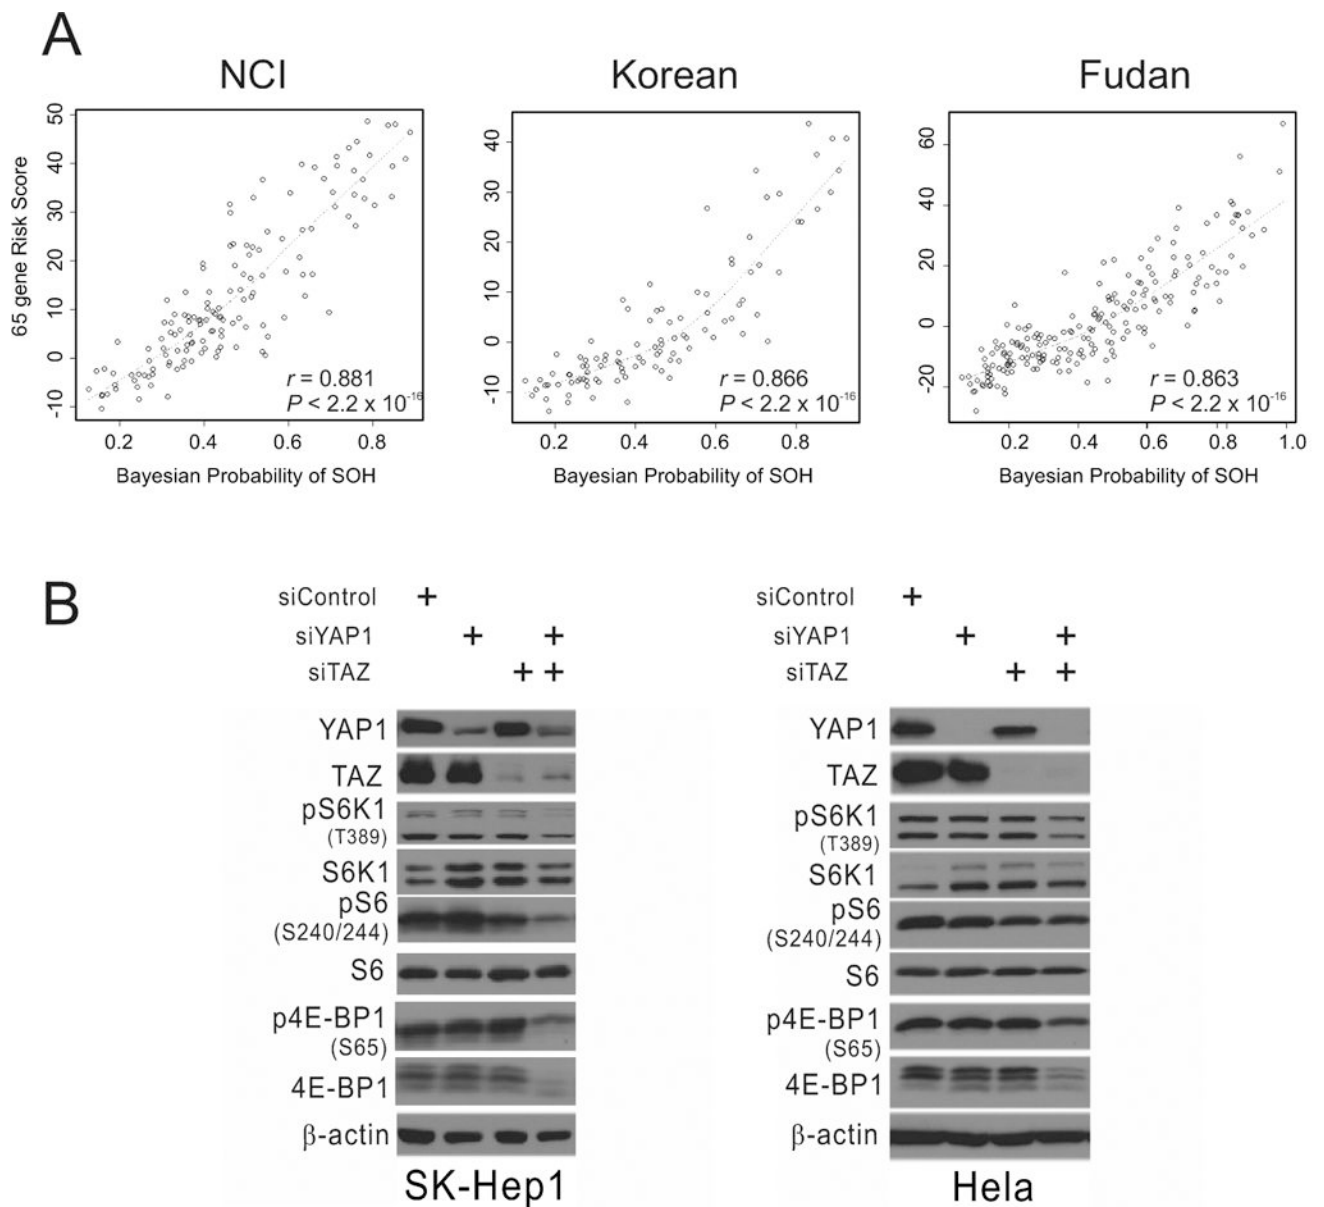 A
NCI Korean Fudan
65 gene Risk Score
50
40
30
20
10
0
-10
r = 0.881
P < 2.2 x 10⁻¹⁶
0.2 0.4 0.6 0.8
Bayesian Probability of SOH
40
30
20
10
0
-10
r = 0.866
P < 2.2 x 10⁻¹⁶
0.2 0.4 0.6 0.8
Bayesian Probability of SOH
60
40
20
0
-20
r = 0.863
P < 2.2 x 10⁻¹⁶
0.2 0.4 0.6 0.8 1.0
Bayesian Probability of SOH
B
siControl +
siYAP1 + +
siTAZ + +
YAP1
TAZ
pS6K1
(T389)
S6K1
pS6
(S240/244)
S6
p4E-BP1
(S65)
4E-BP1
β-actin
SK-Hep1
siControl +
siYAP1 + +
siTAZ + +
YAP1
TAZ
pS6K1
(T389)
S6K1
pS6
(S240/244)
S6
p4E-BP1
(S65)
4E-BP1
β-actin
Hela